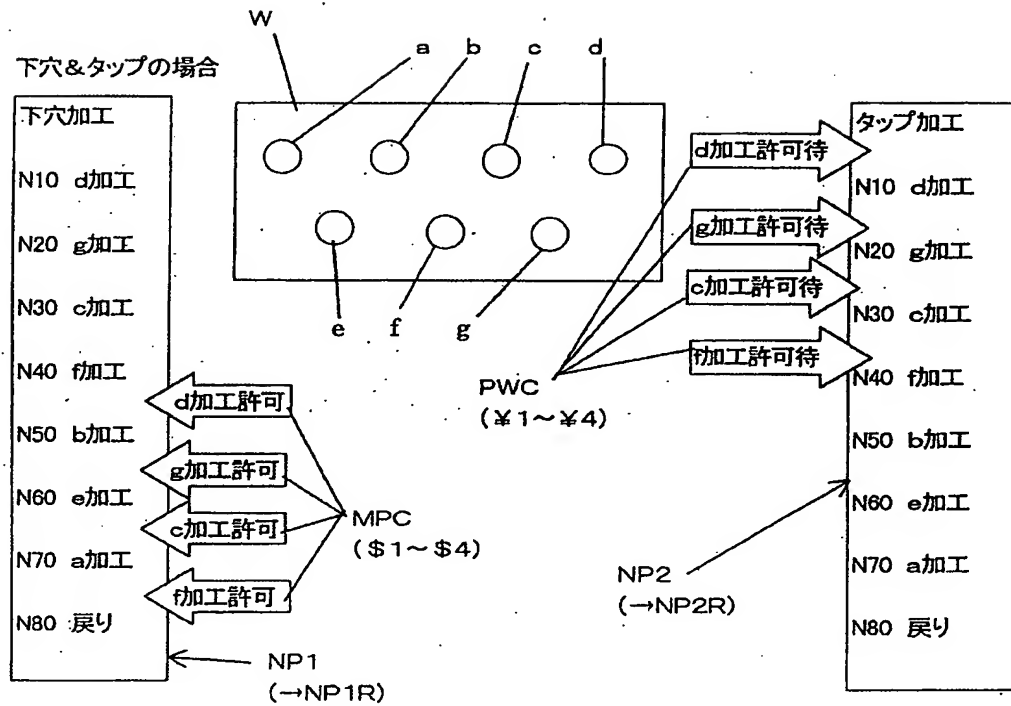 下穴&タップの場合
下穴加工
N10 d加工
N20 g加工
N30 c加工
N40 f加工
N50 b加工
N60 e加工
N70 a加工
N80 戻り
d加工許可
g加工許可
c加工許可
f加工許可
MPC
($1～$4)
NP1
(→NP1R)
W
a
b
c
d
e
f
g
d加工許可待
g加工許可待
c加工許可待
f加工許可待
PWC
(¥1～¥4)
NP2
(→NP2R)
タップ加工
N10 d加工
N20 g加工
N30 c加工
N40 f加工
N50 b加工
N60 e加工
N70 a加工
N80 戻り